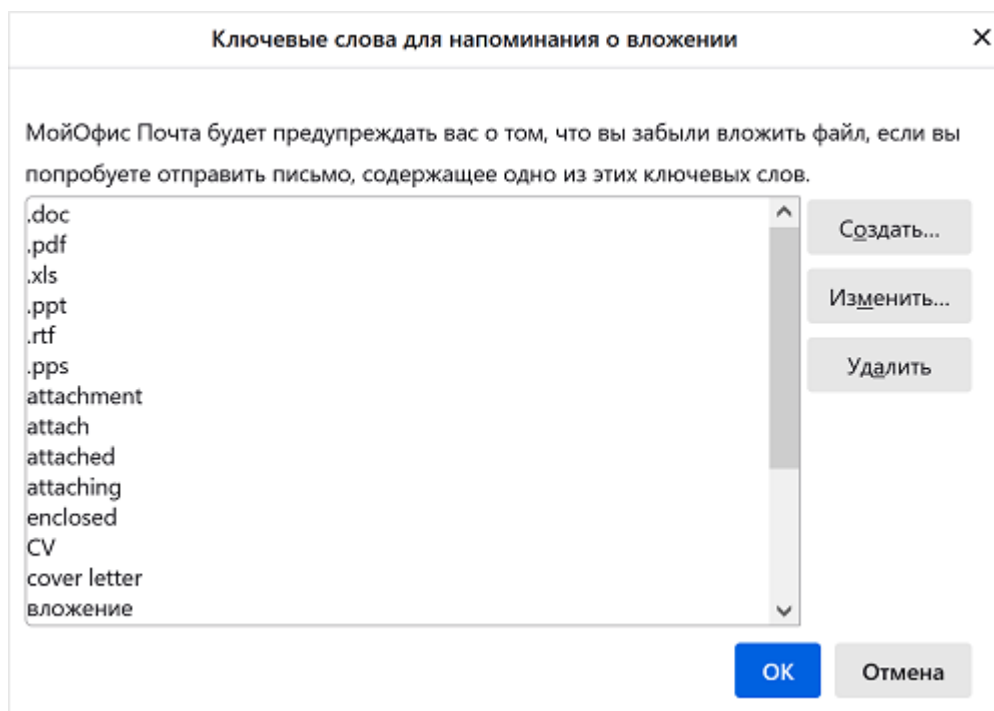 Ключевые слова для напоминания о вложении
МойОфис Почта будет предупреждать вас о том, что вы забыли вложить файл, если вы
попробуете отправить письмо, содержащее одно из этих ключевых слов.
.doc
.pdf
.xls
.ppt
.rtf
.pps
attachment
attach
attached
attaching
enclosed
CV
cover letter
вложение
Создать...
Изменить...
Удалить
ОК
Отмена